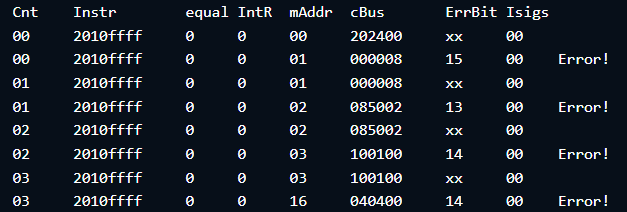 Cnt Instr equal IntR mAddr cBus ErrBit Isigs
00 2010ffff 0 0 00 202400 xx 00
00 2010ffff 0 0 01 000008 15 00 Error!
01 2010ffff 0 0 01 000008 xx 00
01 2010ffff 0 0 02 085002 13 00 Error!
02 2010ffff 0 0 02 085002 xx 00
02 2010ffff 0 0 03 100100 14 00 Error!
03 2010ffff 0 0 03 100100 xx 00
03 2010ffff 0 0 16 040400 14 00 Error!